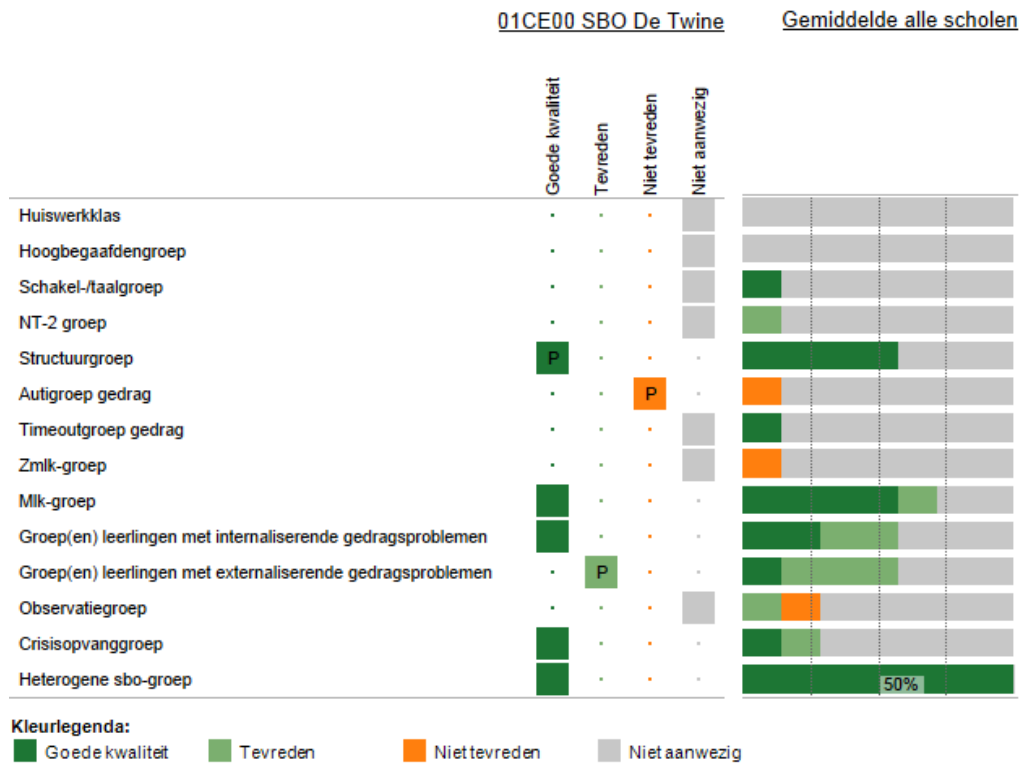 01CE00 SBO De Twine
Gemiddelde alle scholen
Goede kwaliteit
Tevreden
Niet tevreden
Niet aanwezig
Huiswerkklas
Hoogbegaafdengroep
Schakel-/taalgroep
NT-2 groep
Structuurgroep P
Autigroep gedrag P
Timeoutgroep gedrag
Zmlk-groep
Mlk-groep
Groep(en) leerlingen met internaliserende gedragsproblemen
Groep(en) leerlingen met externaliserende gedragsproblemen P
Observatiegroep
Crisisopvanggroep
Heterogene sbo-groep 50%
Kleurlegenda:
Goede kwaliteit Tevreden Niet tevreden Niet aanwezig